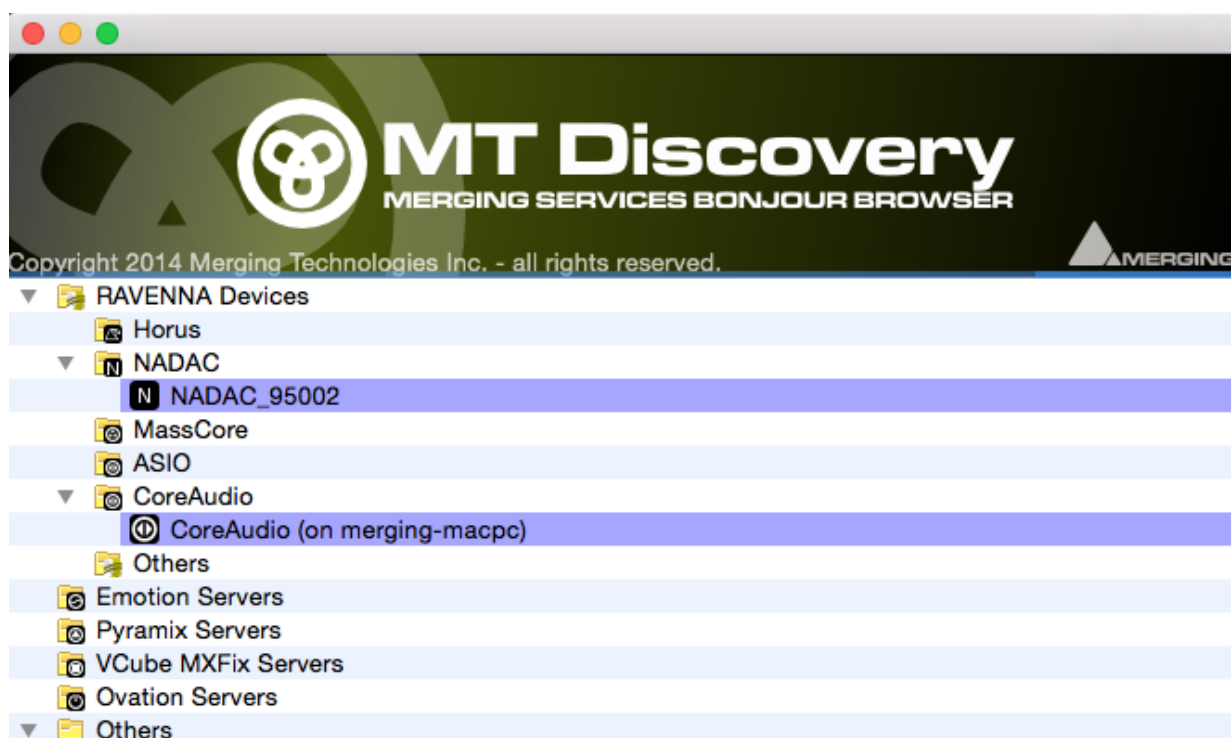 MT Discovery
MERGING SERVICES BONJOUR BROWSER
Copyright 2014 Merging Technologies Inc. - all rights reserved.
MERGING
RAVENNA Devices
Horus
NADAC
N NADAC_95002
MassCore
ASIO
CoreAudio
CoreAudio (on merging-macpc)
Others
Emotion Servers
Pyramix Servers
VCube MXFix Servers
Ovation Servers
Others